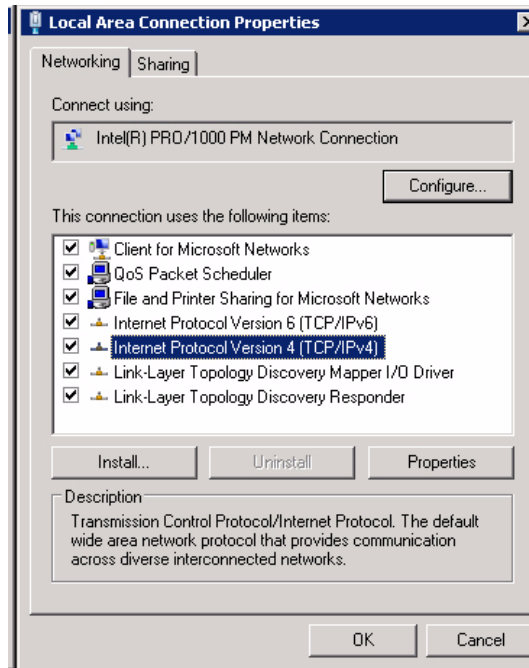 Local Area Connection Properties
Networking
Sharing
Connect using:
Intel(R) PRO/1000 PM Network Connection
Configure...
This connection uses the following items:
Client for Microsoft Networks
QoS Packet Scheduler
File and Printer Sharing for Microsoft Networks
Internet Protocol Version 6 (TCP/IPv6)
Internet Protocol Version 4 (TCP/IPv4)
Link-Layer Topology Discovery Mapper I/O Driver
Link-Layer Topology Discovery Responder
Install...
Uninstall
Properties
Description
Transmission Control Protocol/Internet Protocol. The default
wide area network protocol that provides communication
across diverse interconnected networks.
OK
Cancel